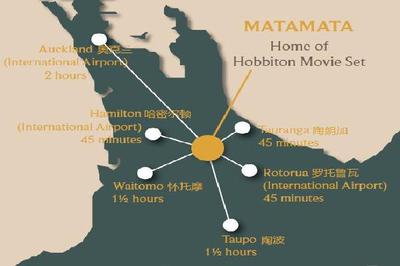 MATAMATA
Home of
Hobbiton Movie Set
Auckland 奥克兰
(International Airport)
2 hours
Hamilton 哈密尔顿
(International Airport)
45 minutes
Tauranga 陶朗加
45 minutes
Waitomo 怀托摩
1½ hours
Rotorua 罗托鲁瓦
(International Airport)
45 minutes
Taupo 陶波
1½ hours